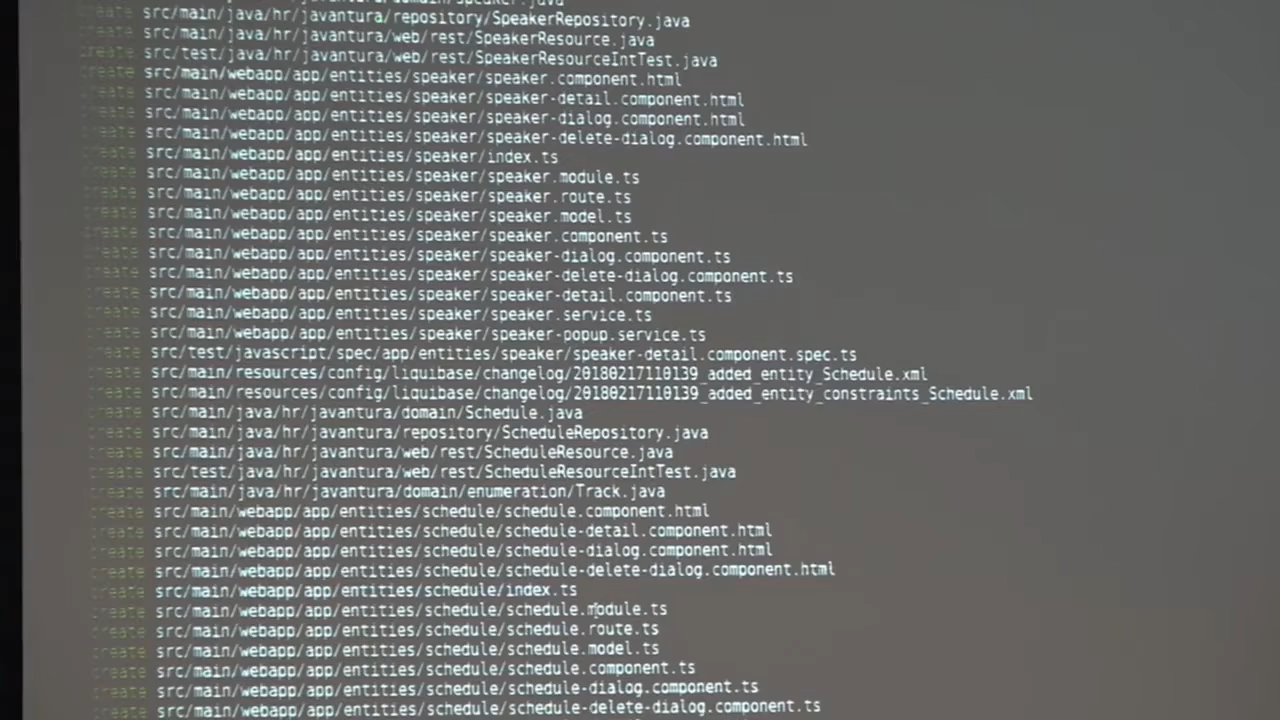 create src/main/java/hr/javantura/repository/SpeakerRepository.java
create src/main/java/hr/javantura/web/rest/SpeakerResource.java
create src/test/java/hr/javantura/web/rest/SpeakerResourceIntTest.java
create src/main/webapp/app/entities/speaker/speaker.component.html
create src/main/webapp/app/entities/speaker/speaker-detail.component.html
create src/main/webapp/app/entities/speaker/speaker-dialog.component.html
create src/main/webapp/app/entities/speaker/speaker-delete-dialog.component.html
create src/main/webapp/app/entities/speaker/index.ts
create src/main/webapp/app/entities/speaker/speaker.module.ts
create src/main/webapp/app/entities/speaker/speaker.route.ts
create src/main/webapp/app/entities/speaker/speaker.model.ts
create src/main/webapp/app/entities/speaker/speaker.component.ts
create src/main/webapp/app/entities/speaker/speaker-dialog.component.ts
create src/main/webapp/app/entities/speaker/speaker-delete-dialog.component.ts
create src/main/webapp/app/entities/speaker/speaker-detail.component.ts
create src/main/webapp/app/entities/speaker/speaker.service.ts
create src/main/webapp/app/entities/speaker/speaker-popup.service.ts
create src/test/javascript/spec/app/entities/speaker/speaker-detail.component.spec.ts
create src/main/resources/config/liquibase/changelog/20180217110139_added_entity_Schedule.xml
create src/main/resources/config/liquibase/changelog/20180217110139_added_entity_constraints_Schedule.xml
create src/main/java/hr/javantura/domain/Schedule.java
create src/main/java/hr/javantura/repository/ScheduleRepository.java
create src/main/java/hr/javantura/web/rest/ScheduleResource.java
create src/test/java/hr/javantura/web/rest/ScheduleResourceIntTest.java
create src/main/java/hr/javantura/domain/enumeration/Track.java
create src/main/webapp/app/entities/schedule/schedule.component.html
create src/main/webapp/app/entities/schedule/schedule-detail.component.html
create src/main/webapp/app/entities/schedule/schedule-dialog.component.html
create src/main/webapp/app/entities/schedule/schedule-delete-dialog.component.html
create src/main/webapp/app/entities/schedule/index.ts
create src/main/webapp/app/entities/schedule/schedule.module.ts
create src/main/webapp/app/entities/schedule/schedule.route.ts
create src/main/webapp/app/entities/schedule/schedule.model.ts
create src/main/webapp/app/entities/schedule/schedule.component.ts
create src/main/webapp/app/entities/schedule/schedule-dialog.component.ts
create src/main/webapp/app/entities/schedule/schedule-delete-dialog.component.ts